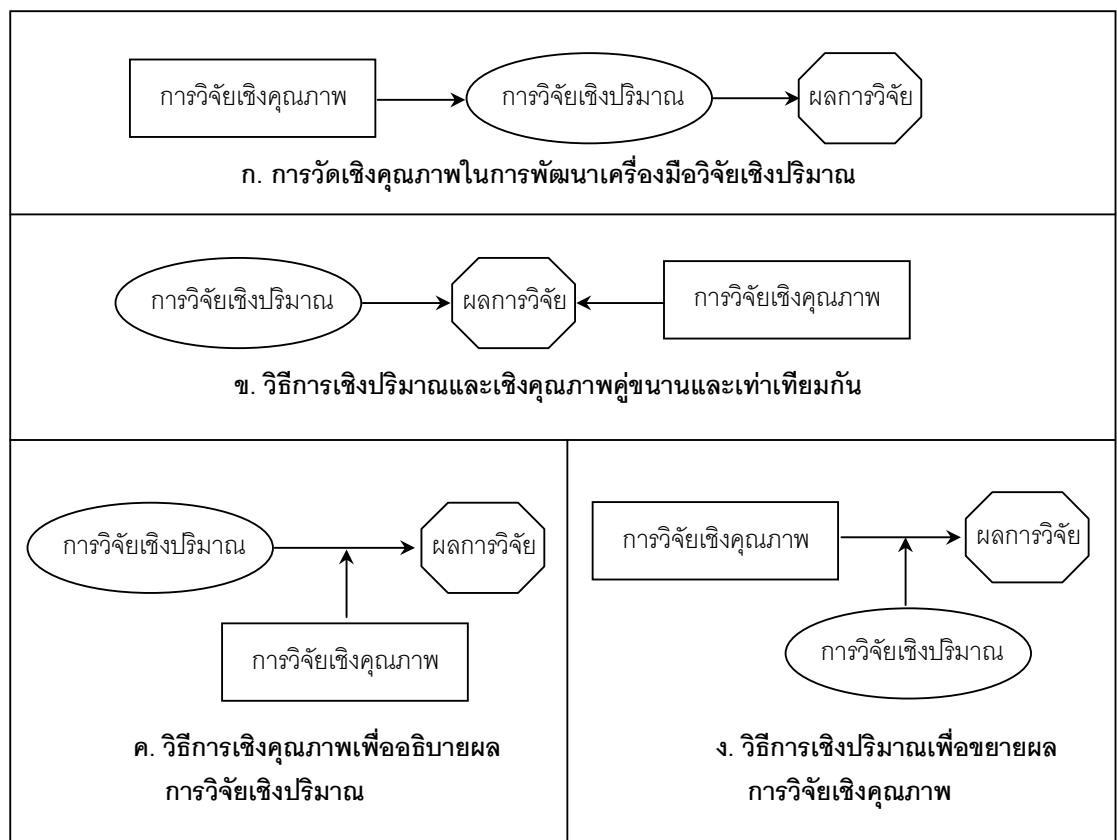 การวิจัยเชิงคุณภาพ การวิจัยเชิงปริมาณ ผลการวิจัย
ก. การวัดเชิงคุณภาพในการพัฒนาเครื่องมือวิจัยเชิงปริมาณ
การวิจัยเชิงปริมาณ ผลการวิจัย การวิจัยเชิงคุณภาพ
ข. วิธีการเชิงปริมาณและเชิงคุณภาพคู่ขนานและเท่าเทียมกัน
การวิจัยเชิงปริมาณ ผลการวิจัย
การวิจัยเชิงคุณภาพ
ค. วิธีการเชิงคุณภาพเพื่ออธิบายผล
การวิจัยเชิงปริมาณ
การวิจัยเชิงคุณภาพ ผลการวิจัย
การวิจัยเชิงปริมาณ
ง. วิธีการเชิงปริมาณเพื่อขยายผล
การวิจัยเชิงคุณภาพ